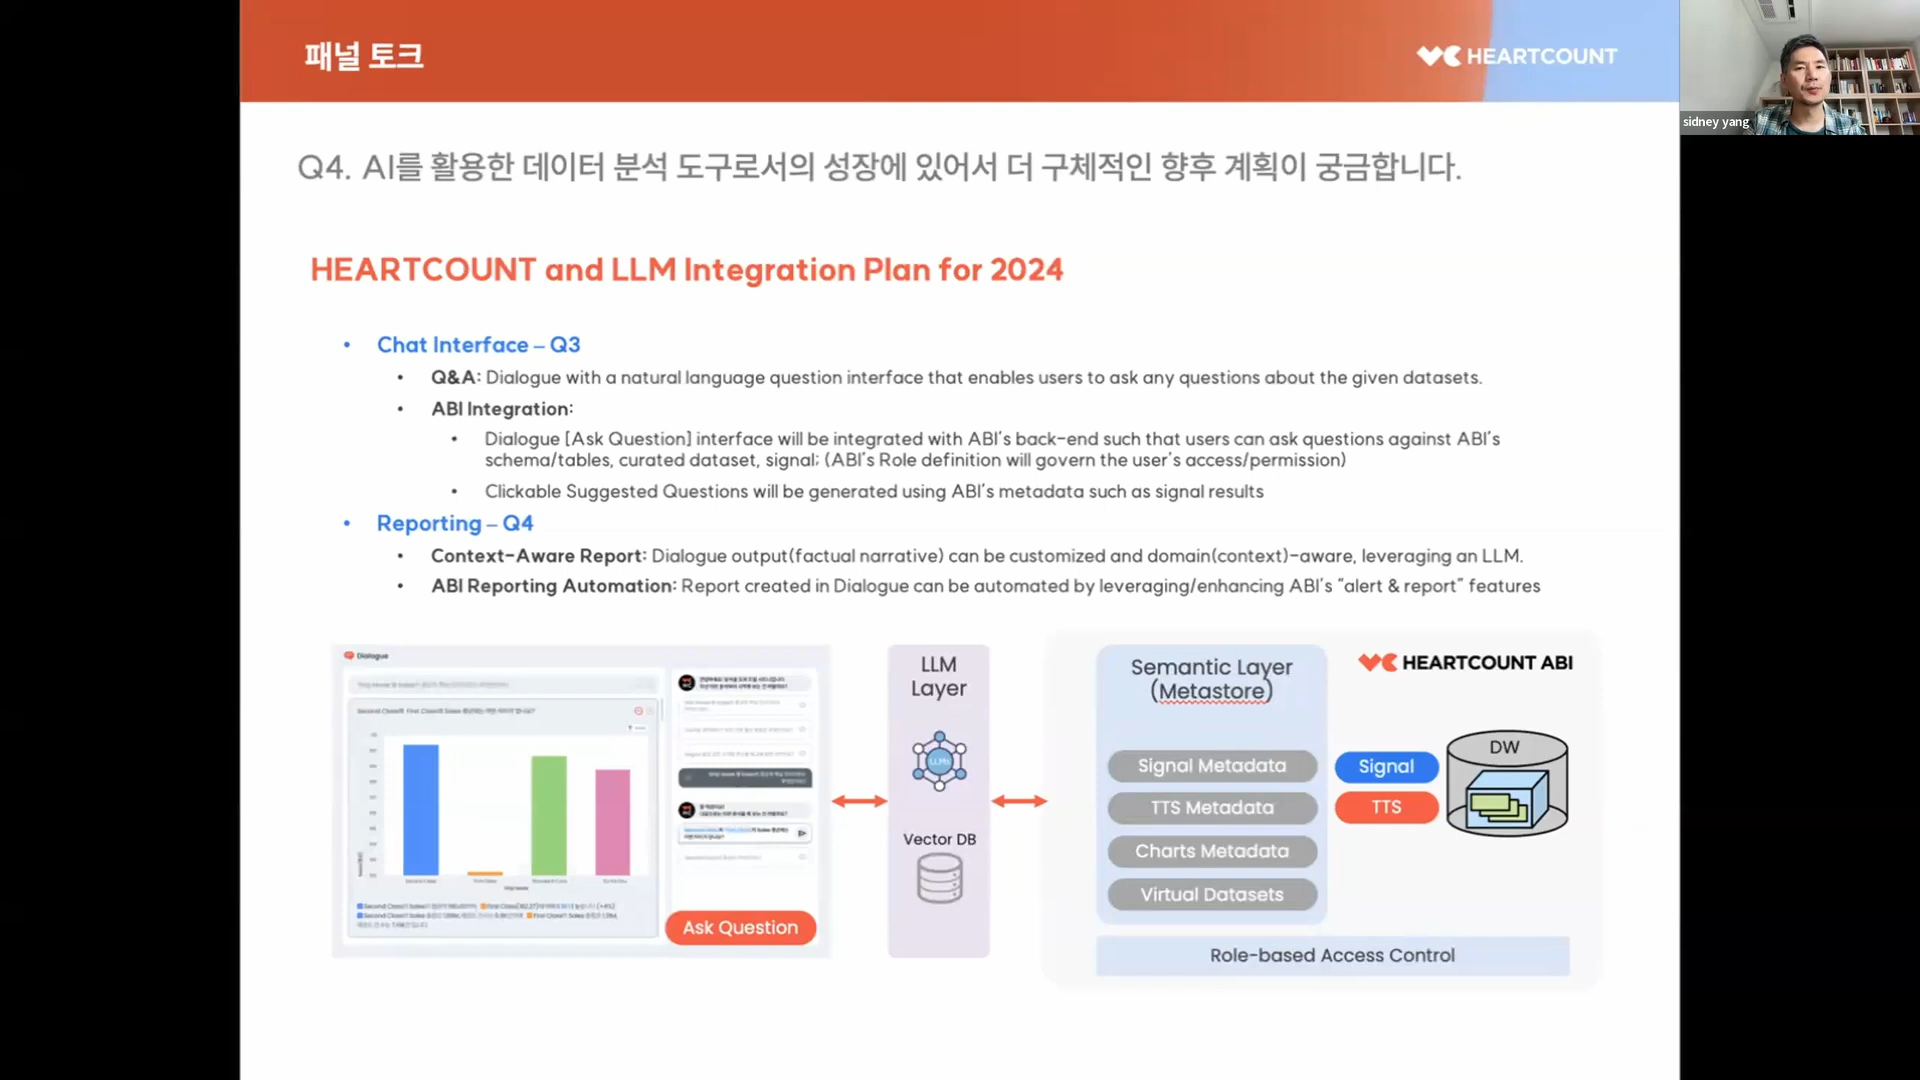 패널 토크
HEARTCOUNT
sidney yang
Q4. AI를 활용한 데이터 분석 도구로서의 성장에 있어서 더 구체적인 향후 계획이 궁금합니다.
HEARTCOUNT and LLM Integration Plan for 2024
• Chat Interface – Q3
• Q&A: Dialogue with a natural language question interface that enables users to ask any questions about the given datasets.
• ABI Integration:
• Dialogue [Ask Question] interface will be integrated with ABI's back-end such that users can ask questions against ABI's
schema/tables, curated dataset, signal; (ABI's Role definition will govern the user's access/permission)
• Clickable Suggested Questions will be generated using ABI's metadata such as signal results
• Reporting – Q4
• Context-Aware Report: Dialogue output(factual narrative) can be customized and domain(context)-aware, leveraging an LLM.
• ABI Reporting Automation: Report created in Dialogue can be automated by leveraging/enhancing ABI's "alert & report" features
Dialogue
Ask Question
LLM
Layer
LLMs
Vector DB
Semantic Layer
(Metastore)
Signal Metadata
TTS Metadata
Charts Metadata
Virtual Datasets
HEARTCOUNT ABI
Signal
TTS
DW
Role-based Access Control